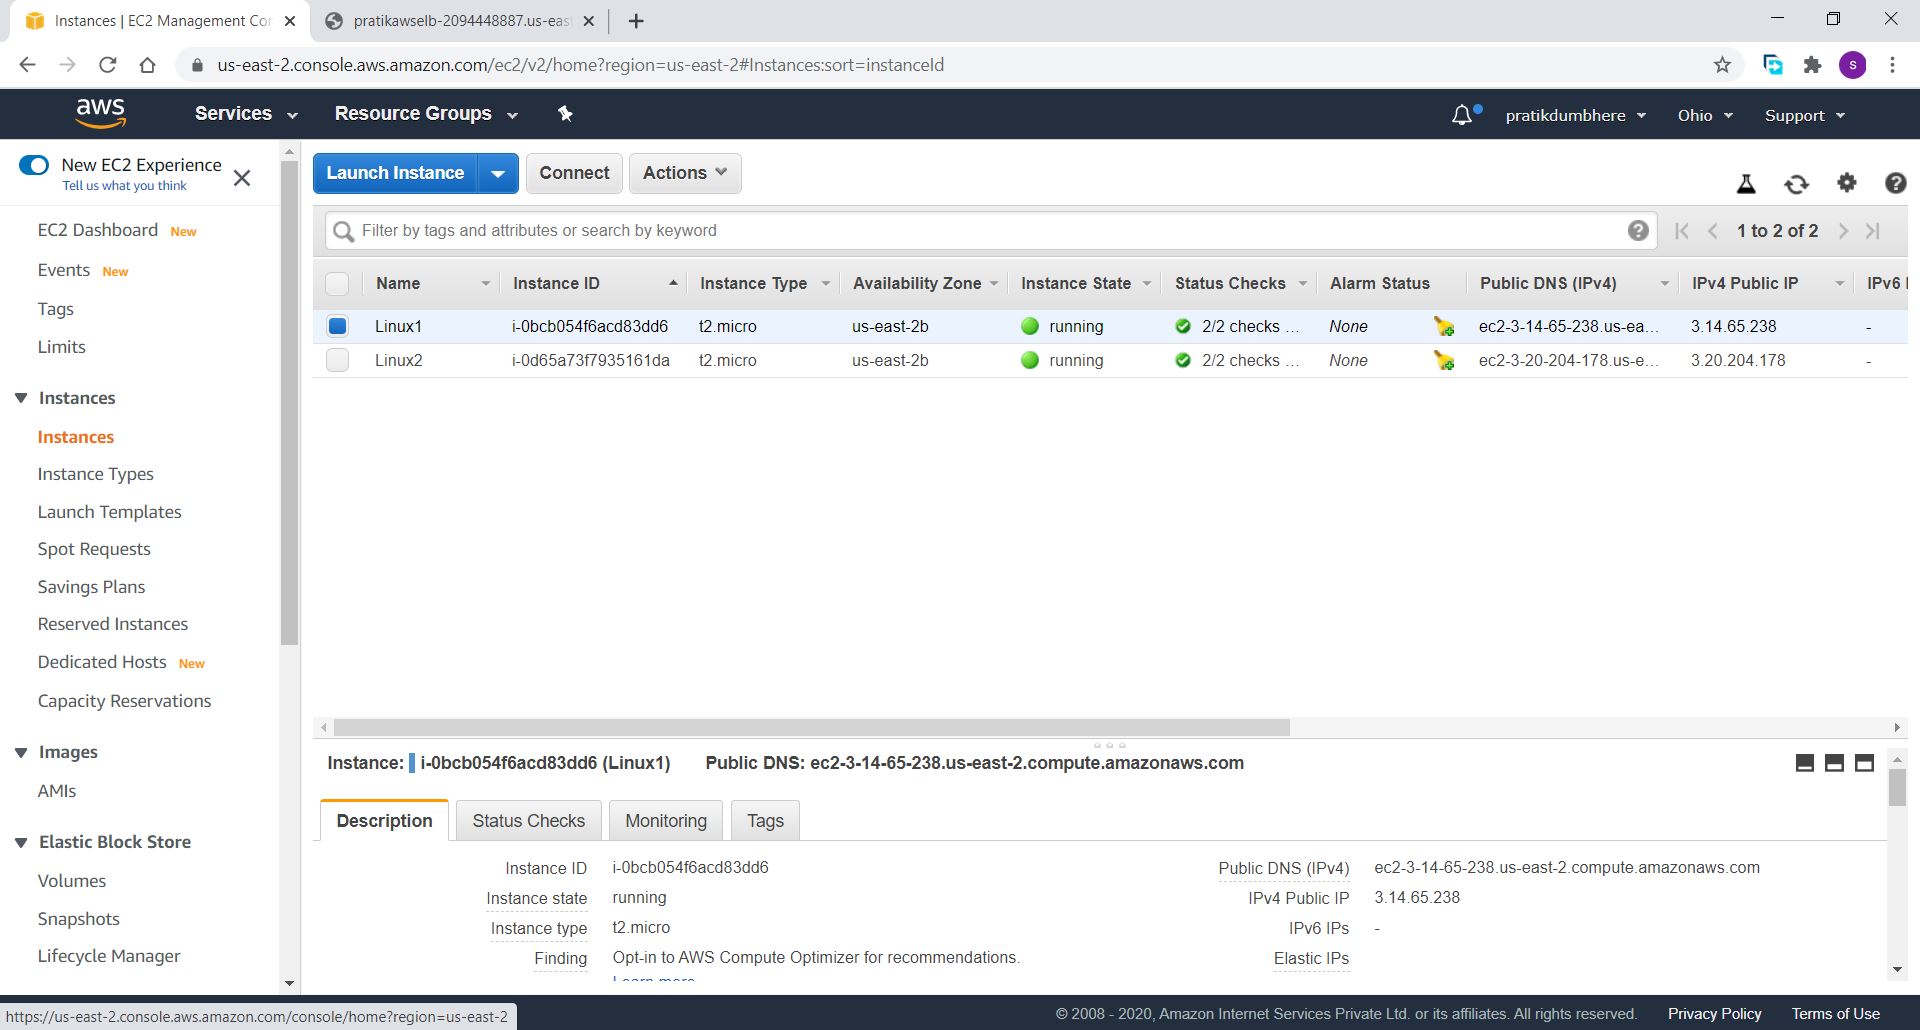 Instances | EC2 Management Con
pratikawselb-2094448887.us-east
us-east-2.console.aws.amazon.com/ec2/v2/home?region=us-east-2#Instances:sort=instanceId
s
aws
Services
Resource Groups
pratikdumbhere
Ohio
Support
New EC2 Experience
Tell us what you think
EC2 Dashboard New
Events New
Tags
Limits
Instances
Instances
Instance Types
Launch Templates
Spot Requests
Savings Plans
Reserved Instances
Dedicated Hosts New
Capacity Reservations
Images
AMIs
Elastic Block Store
Volumes
Snapshots
Lifecycle Manager
Launch Instance
Connect
Actions
Filter by tags and attributes or search by keyword
1 to 2 of 2
Name Instance ID Instance Type Availability Zone Instance State Status Checks Alarm Status Public DNS (IPv4) IPv4 Public IP IPv6
Linux1 i-0bcb054f6acd83dd6 t2.micro us-east-2b running 2/2 checks ... None ec2-3-14-65-238.us-ea... 3.14.65.238 -
Linux2 i-0d65a73f7935161da t2.micro us-east-2b running 2/2 checks ... None ec2-3-20-204-178.us-e... 3.20.204.178 -
Instance: i-0bcb054f6acd83dd6 (Linux1) Public DNS: ec2-3-14-65-238.us-east-2.compute.amazonaws.com
Description
Status Checks
Monitoring
Tags
Instance ID i-0bcb054f6acd83dd6
Instance state running
Instance type t2.micro
Finding Opt-in to AWS Compute Optimizer for recommendations.
Learn more
Public DNS (IPv4) ec2-3-14-65-238.us-east-2.compute.amazonaws.com
IPv4 Public IP 3.14.65.238
IPv6 IPs -
Elastic IPs
https://us-east-2.console.aws.amazon.com/console/home?region=us-east-2
© 2008 - 2020, Amazon Internet Services Private Ltd. or its affiliates. All rights reserved.
Privacy Policy
Terms of Use